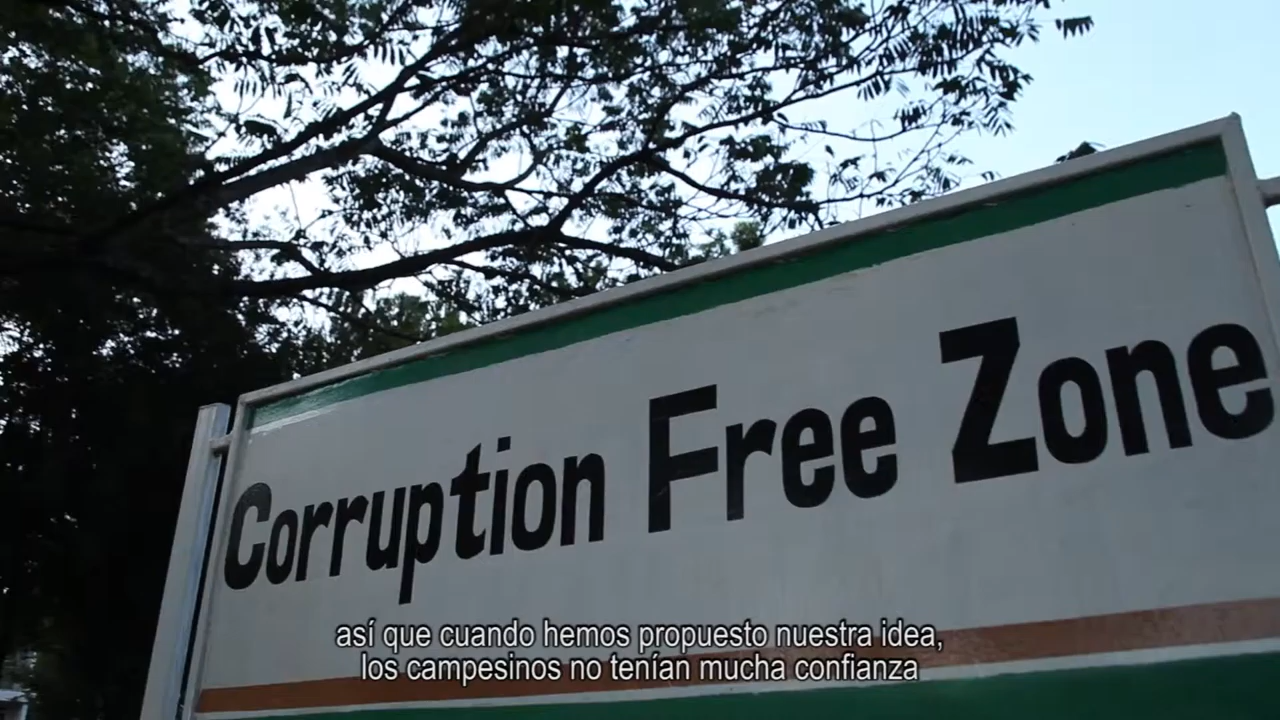 Corruption Free Zone
así que cuando hemos propuesto nuestra idea,
los campesinos no tenían mucha confianza